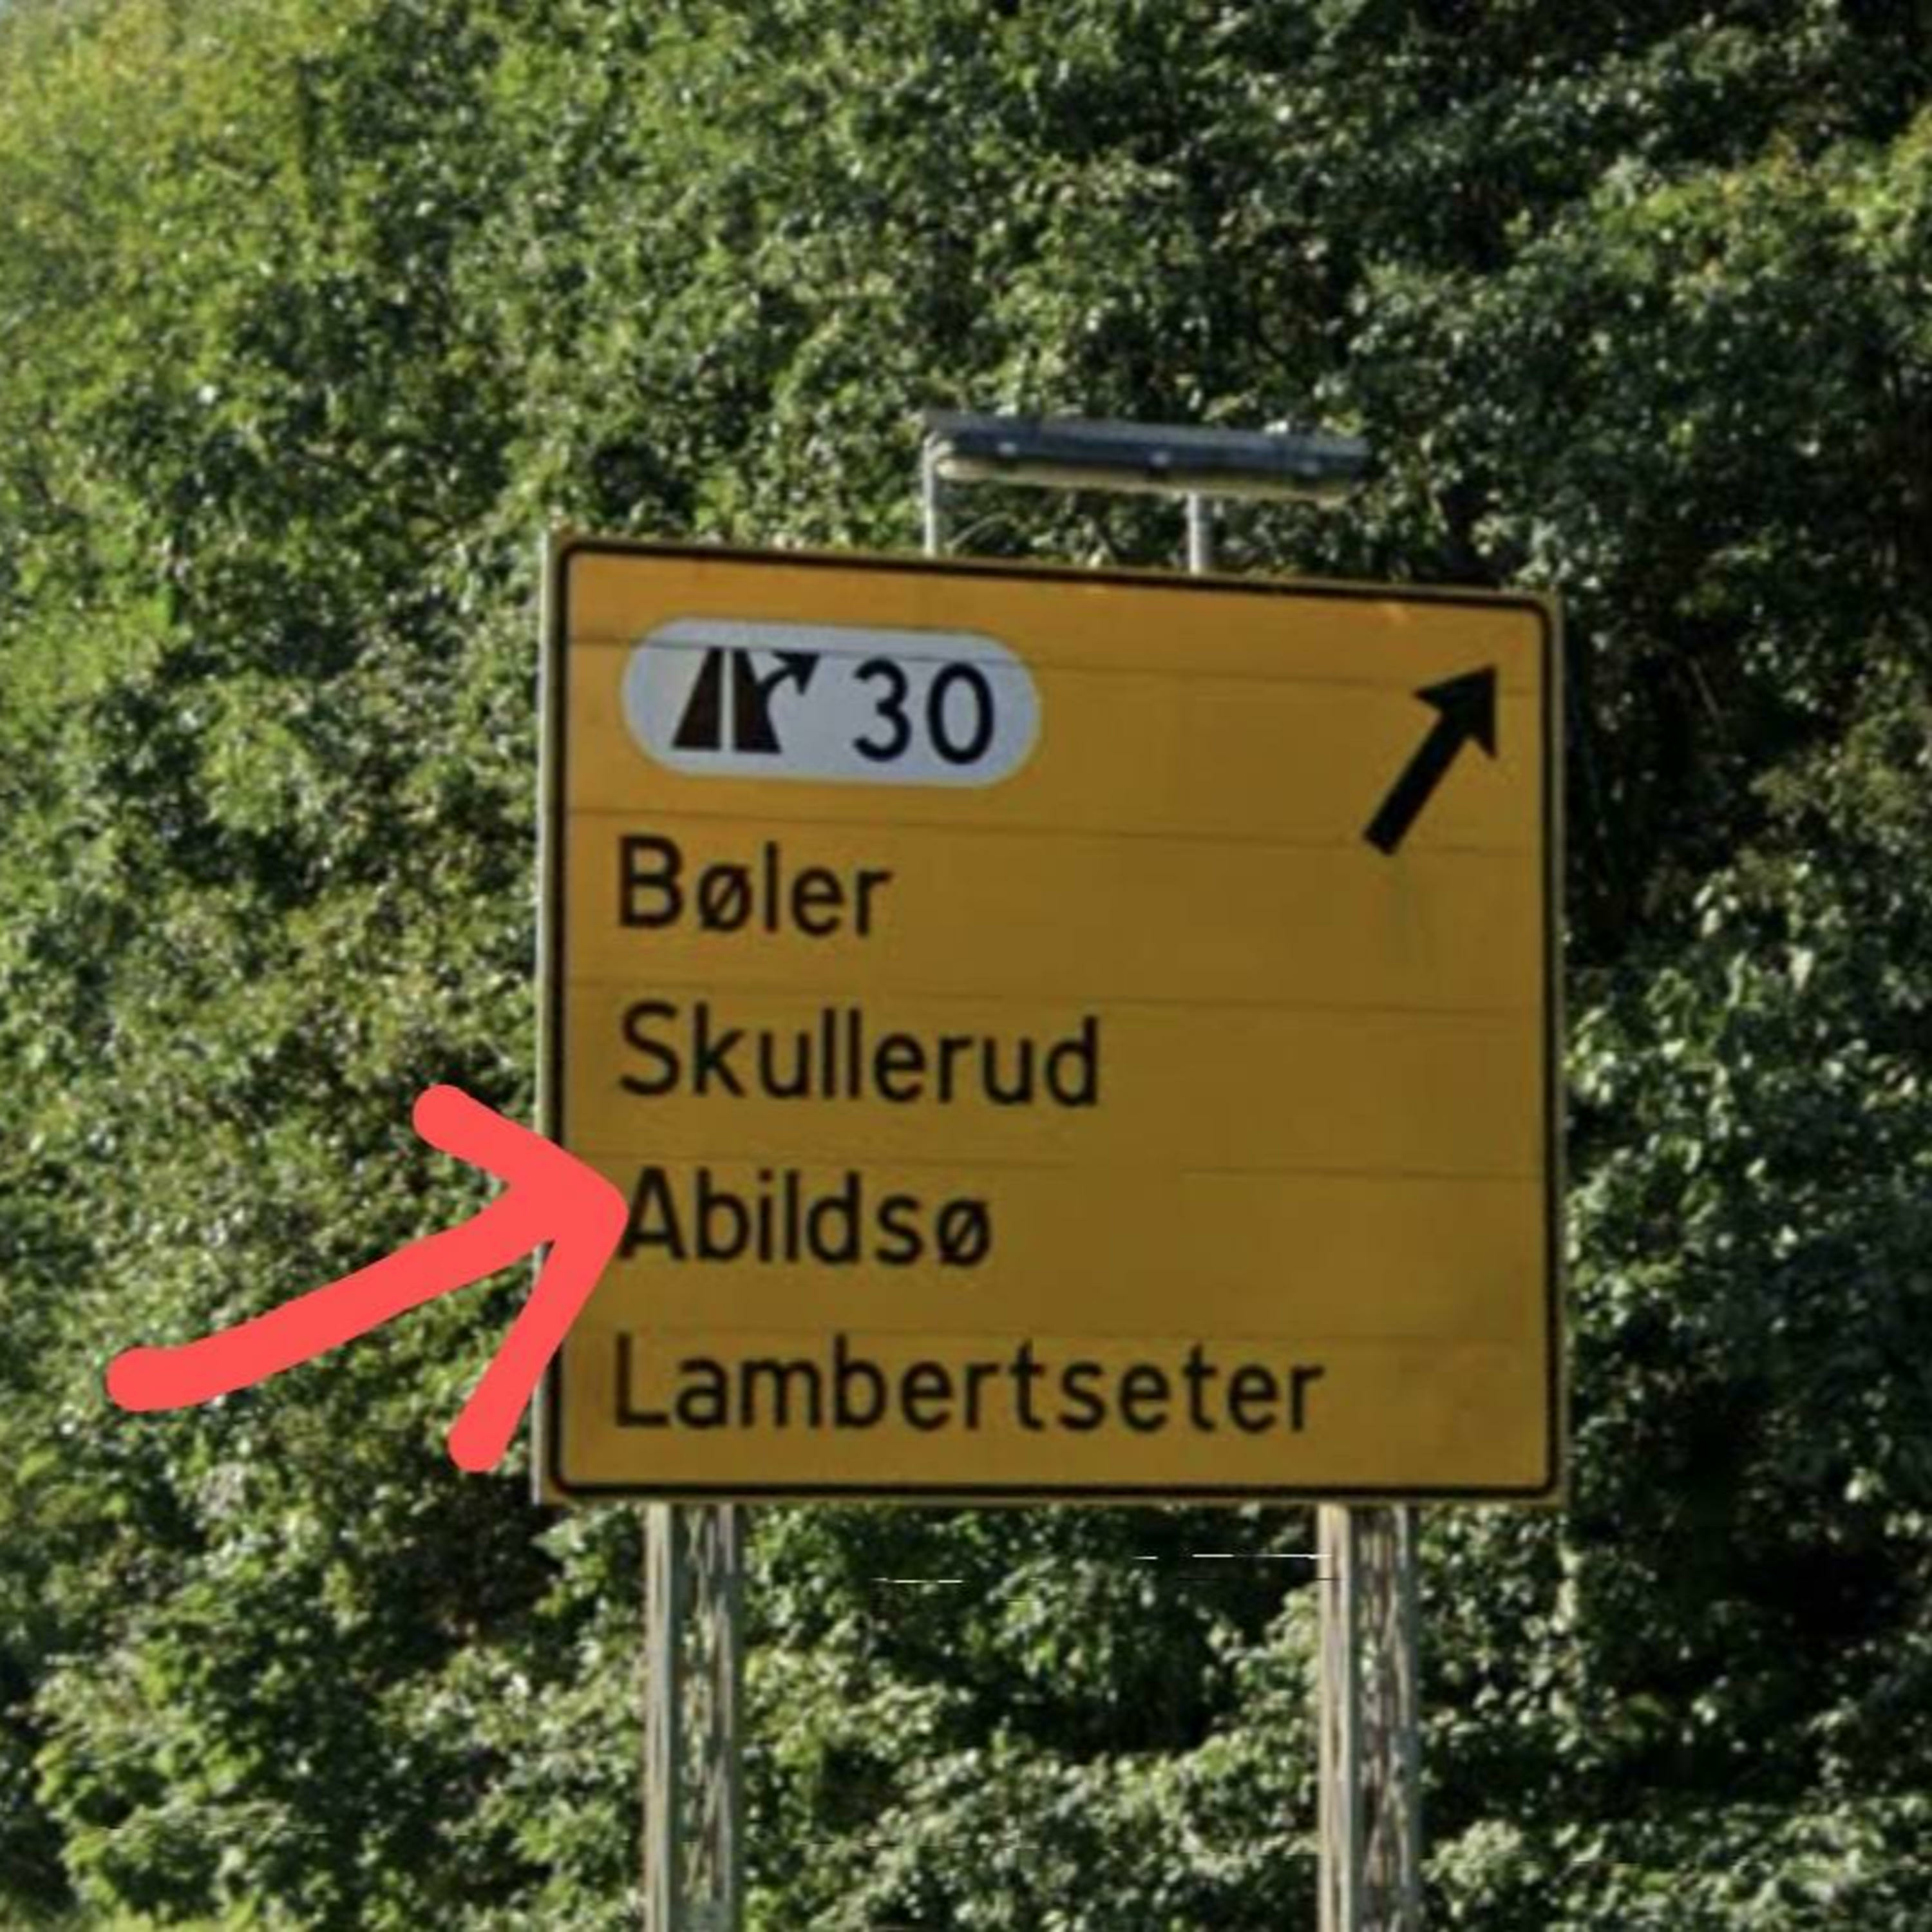 30
Bøler
Skullerud
Abildsø
Lambertseter